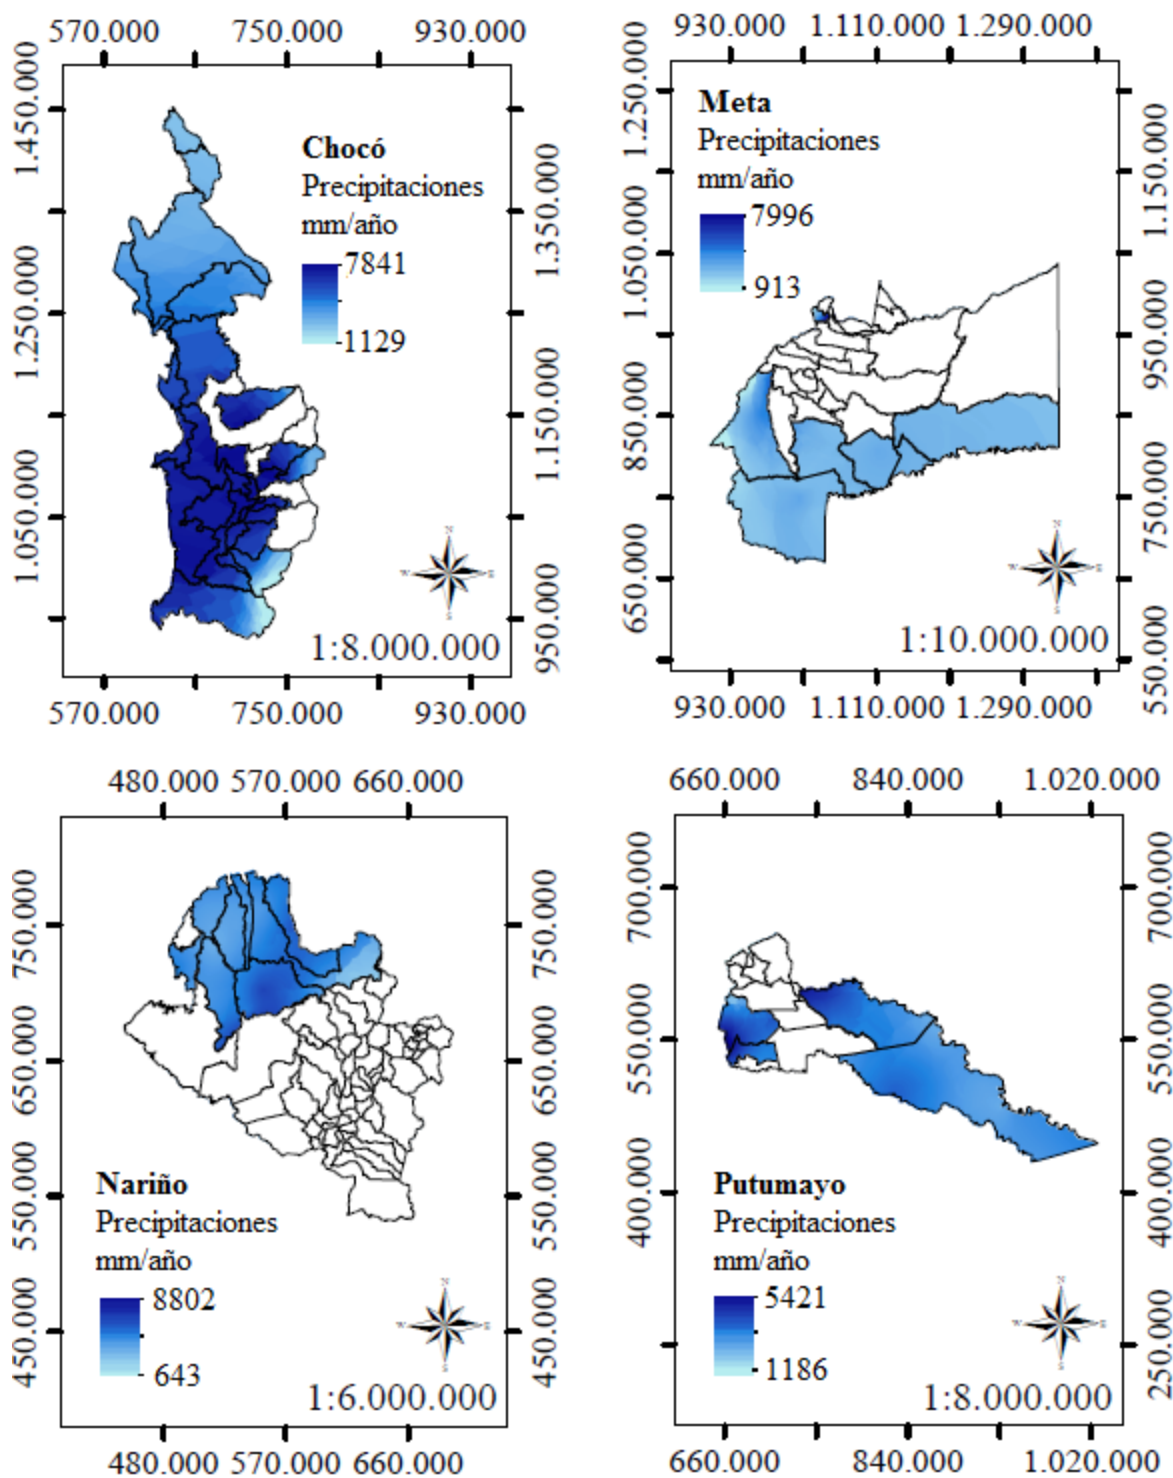 570.000 750.000 930.000
1.450.000
1.250.000
1.050.000
1.350.000
1.150.000
950.000
Chocó
Precipitaciones
mm/año
7841
1129
N
W E
S
1:8.000.000
570.000 750.000 930.000
930.000 1.110.000 1.290.000
1.250.000
1.050.000
850.000
650.000
1.150.000
950.000
750.000
550.000
Meta
Precipitaciones
mm/año
7996
913
N
W E
S
1:10.000.000
930.000 1.110.000 1.290.000
480.000 570.000 660.000
750.000
650.000
550.000
450.000
750.000
650.000
550.000
450.000
Nariño
Precipitaciones
mm/año
8802
643
N
W E
S
1:6.000.000
480.000 570.000 660.000
660.000 840.000 1.020.000
700.000
550.000
400.000
700.000
550.000
400.000
250.000
Putumayo
Precipitaciones
mm/año
5421
1186
N
W E
S
1:8.000.000
660.000 840.000 1.020.000